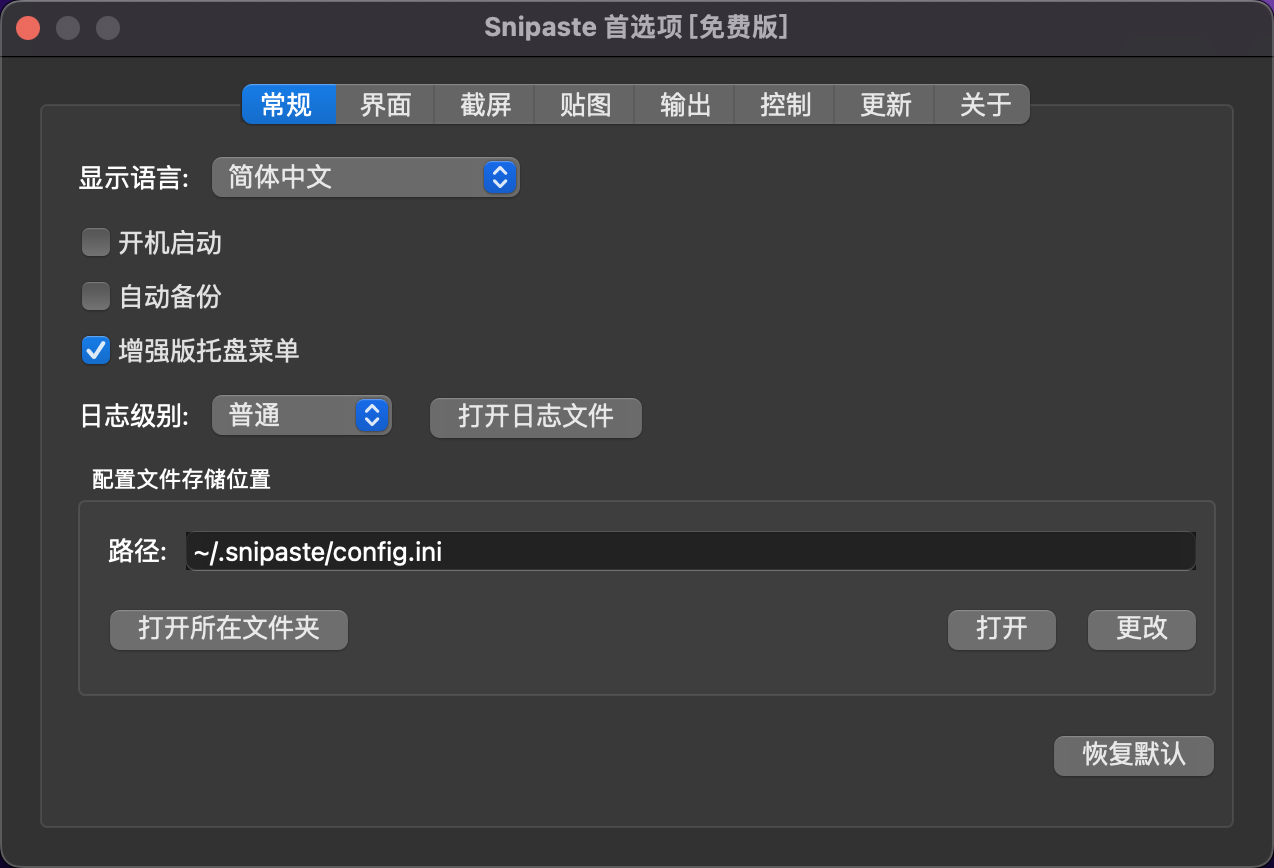 Snipaste 首选项 [免费版]
常规 界面 截屏 贴图 输出 控制 更新 关于
显示语言: 简体中文
开机启动
自动备份
增强版托盘菜单
日志级别: 普通 打开日志文件
配置文件存储位置
路径: ~/.snipaste/config.ini
打开所在文件夹 打开 更改
恢复默认